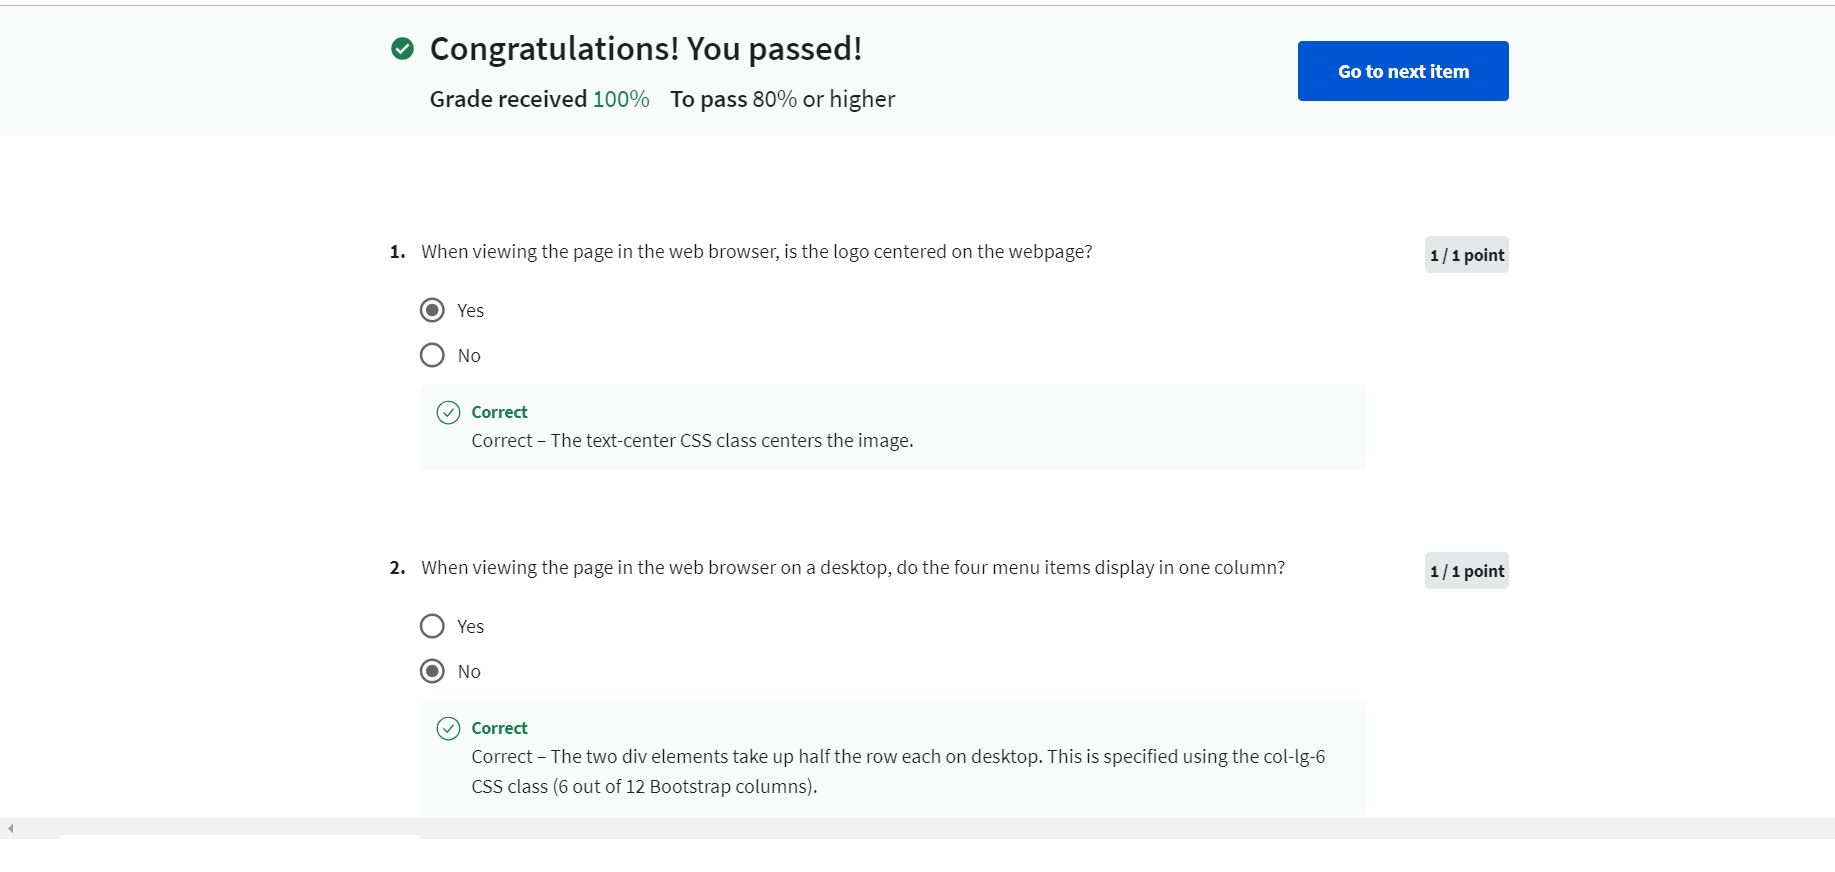 Congratulations! You passed!
Go to next item
Grade received 100% To pass 80% or higher
1. When viewing the page in the web browser, is the logo centered on the webpage?
1 / 1 point
Yes
No
Correct
Correct – The text-center CSS class centers the image.
2. When viewing the page in the web browser on a desktop, do the four menu items display in one column?
1 / 1 point
Yes
No
Correct
Correct – The two div elements take up half the row each on desktop. This is specified using the col-lg-6
CSS class (6 out of 12 Bootstrap columns).